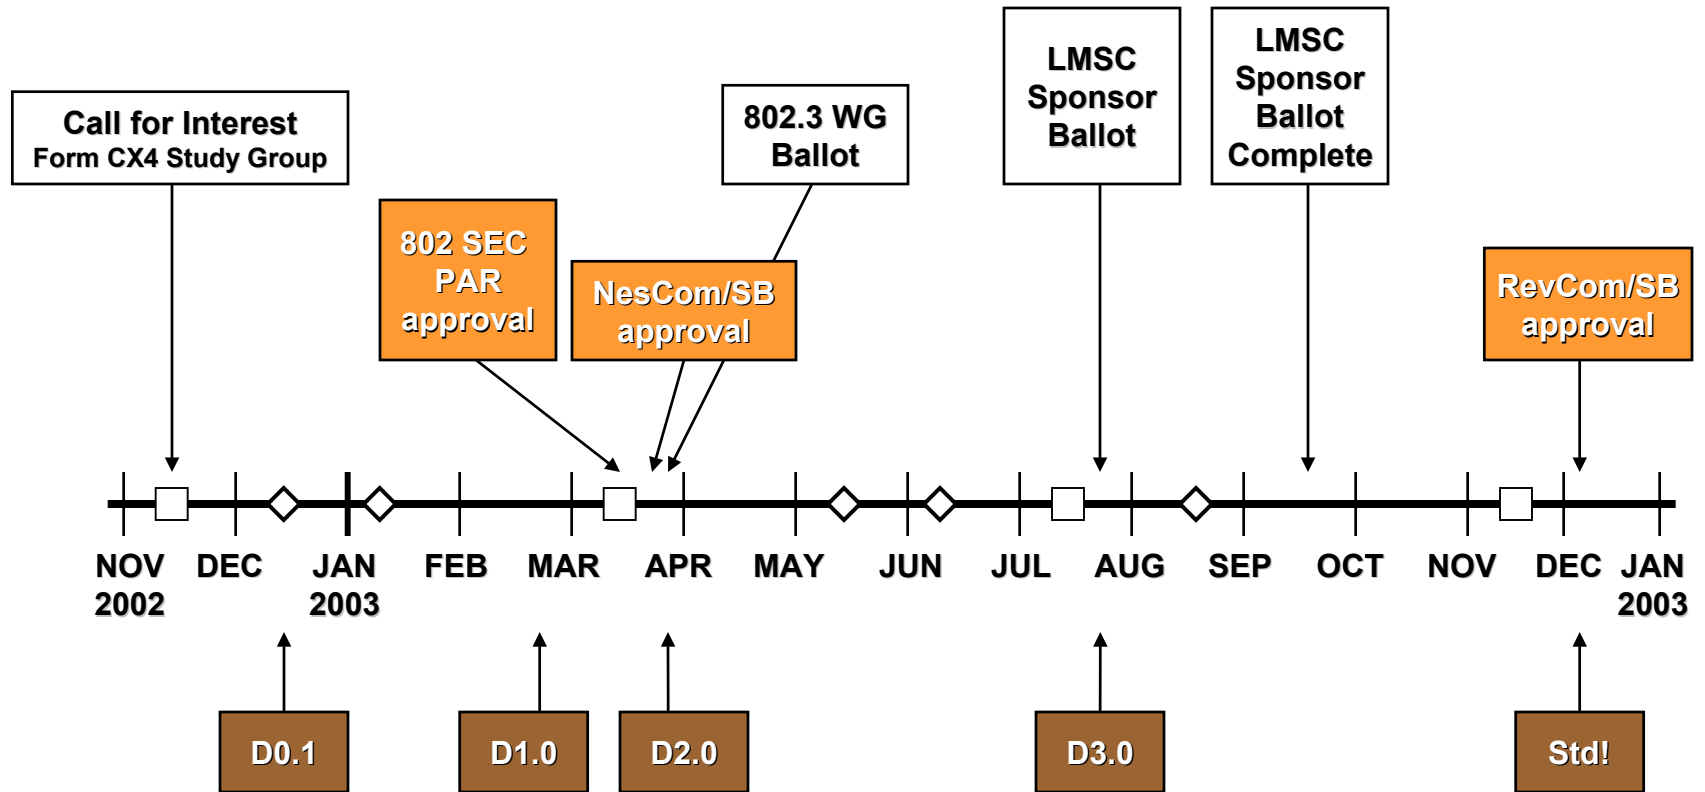 Call for Interest
Form CX4 Study Group
802 SEC
PAR
approval
NesCom/SB
approval
802.3 WG
Ballot
LMSC
Sponsor
Ballot
LMSC
Sponsor
Ballot
Complete
RevCom/SB
approval
NOV DEC JAN FEB MAR APR MAY JUN JUL AUG SEP OCT NOV DEC JAN
2002 2003 2003
D0.1 D1.0 D2.0 D3.0 Std!